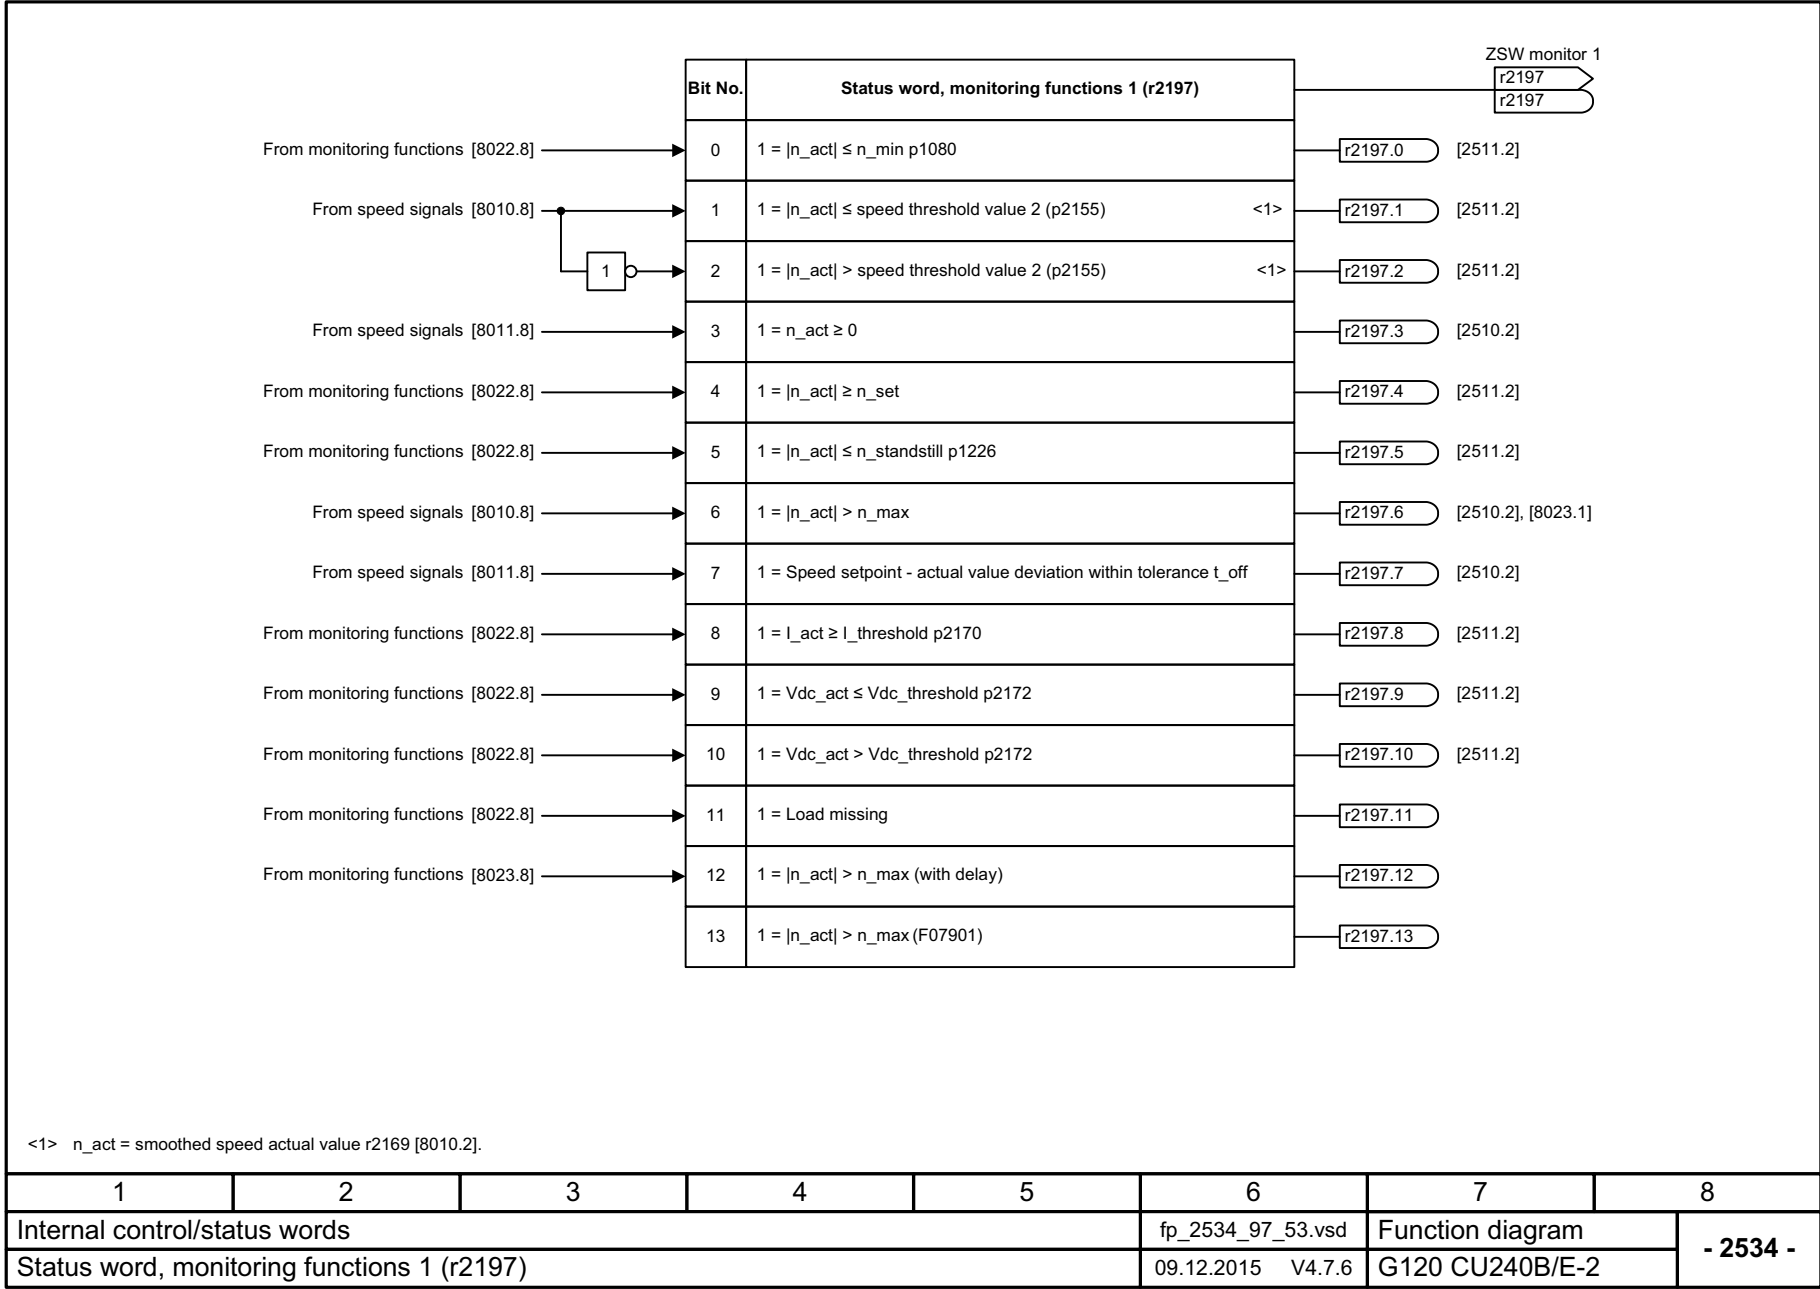 ZSW monitor 1
Bit No. Status word, monitoring functions 1 (r2197) r2197
r2197
From monitoring functions [8022.8] 0 1 = |n_act| ≤ n_min p1080 r2197.0 [2511.2]
From speed signals [8010.8] 1 1 = |n_act| ≤ speed threshold value 2 (p2155) <1> r2197.1 [2511.2]
1 2 1 = |n_act| > speed threshold value 2 (p2155) <1> r2197.2 [2511.2]
From speed signals [8011.8] 3 1 = n_act ≥ 0 r2197.3 [2510.2]
From monitoring functions [8022.8] 4 1 = |n_act| ≥ n_set r2197.4 [2511.2]
From monitoring functions [8022.8] 5 1 = |n_act| ≤ n_standstill p1226 r2197.5 [2511.2]
From speed signals [8010.8] 6 1 = |n_act| > n_max r2197.6 [2510.2], [8023.1]
From speed signals [8011.8] 7 1 = Speed setpoint - actual value deviation within tolerance t_off r2197.7 [2510.2]
From monitoring functions [8022.8] 8 1 = I_act ≥ I_threshold p2170 r2197.8 [2511.2]
From monitoring functions [8022.8] 9 1 = Vdc_act ≤ Vdc_threshold p2172 r2197.9 [2511.2]
From monitoring functions [8022.8] 10 1 = Vdc_act > Vdc_threshold p2172 r2197.10 [2511.2]
From monitoring functions [8022.8] 11 1 = Load missing r2197.11
From monitoring functions [8023.8] 12 1 = |n_act| > n_max (with delay) r2197.12
13 1 = |n_act| > n_max (F07901) r2197.13
<1> n_act = smoothed speed actual value r2169 [8010.2].
1 2 3 4 5 6 7 8
Internal control/status words fp_2534_97_53.vsd Function diagram - 2534 -
Status word, monitoring functions 1 (r2197) 09.12.2015 V4.7.6 G120 CU240B/E-2